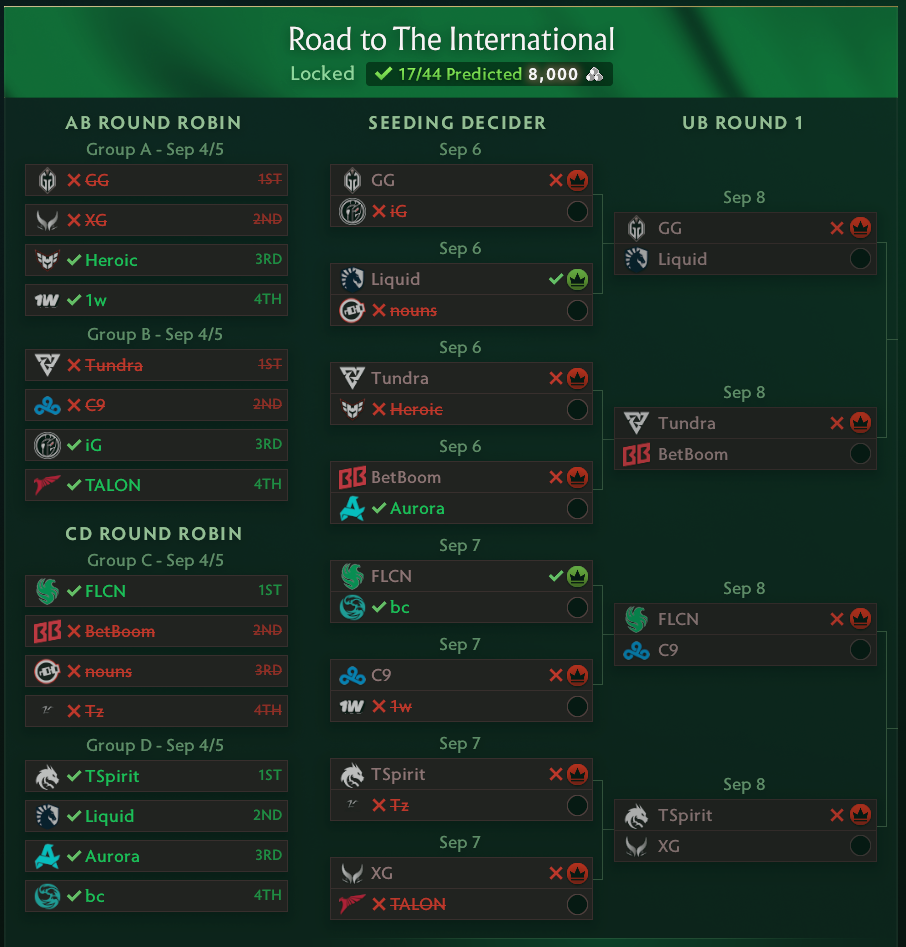 Road to The International
Locked 17/44 Predicted 8,000
AB ROUND ROBIN
Group A - Sep 4/5
GG 1ST
XG 2ND
Heroic 3RD
1W 1w 4TH
Group B - Sep 4/5
Tundra 1ST
C9 2ND
iG 3RD
TALON 4TH
CD ROUND ROBIN
Group C - Sep 4/5
FLCN 1ST
BB BetBoom 2ND
nouns 3RD
Tz 4TH
Group D - Sep 4/5
TSpirit 1ST
Liquid 2ND
Aurora 3RD
bc 4TH
SEEDING DECIDER
Sep 6
GG
iG
Sep 6
Liquid
nouns
Sep 6
Tundra
Heroic
Sep 6
BB BetBoom
Aurora
Sep 7
FLCN
bc
Sep 7
C9
1W 1w
Sep 7
TSpirit
Tz
Sep 7
XG
TALON
UB ROUND 1
Sep 8
GG
Liquid
Sep 8
Tundra
BB BetBoom
Sep 8
FLCN
C9
Sep 8
TSpirit
XG